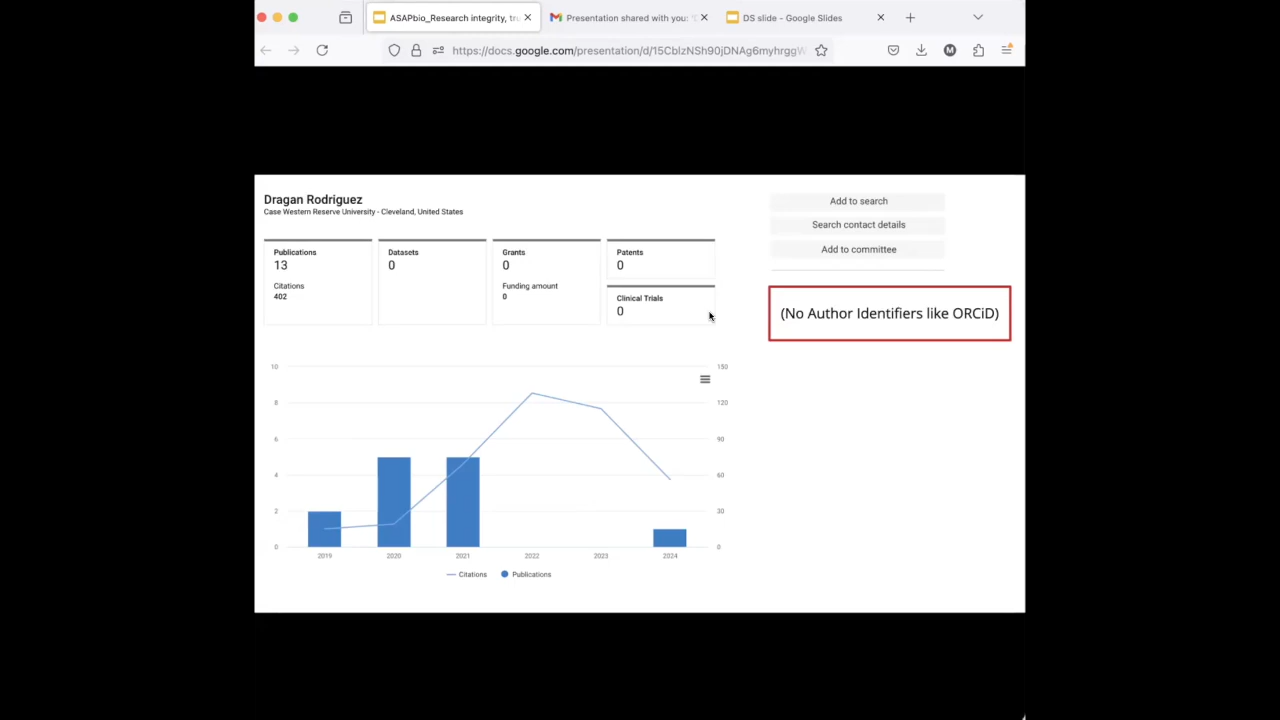 ASAPbio_Research integrity, tr
Presentation shared with you: "
DS slide - Google Slides
https://docs.google.com/presentation/d/15CbIzNSh90jDNAg6myhrggW
M
Dragan Rodriguez
Case Western Reserve University - Cleveland, United States
Publications
13
Citations
402
Datasets
0
Grants
0
Funding amount
0
Patents
0
Clinical Trials
0
Add to search
Search contact details
Add to committee
(No Author Identifiers like ORCiD)
10
8
6
4
2
0
150
120
90
60
30
0
2019 2020 2021 2022 2023 2024
Citations Publications